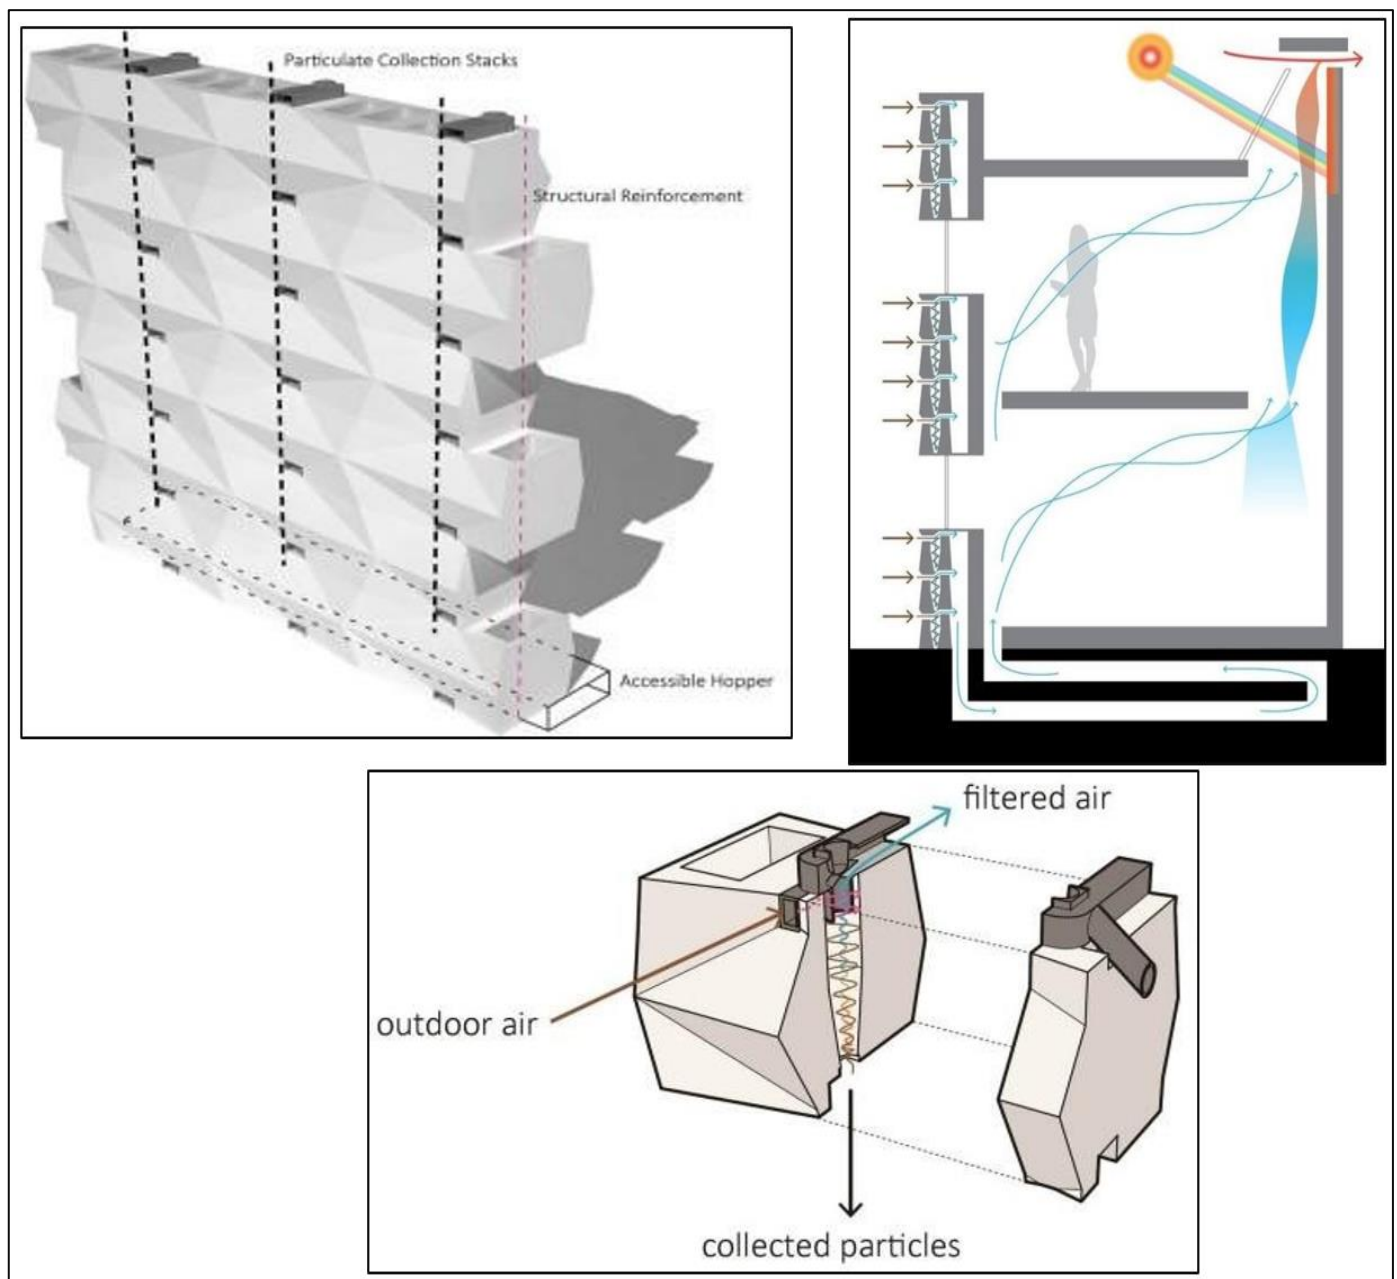 Particulate Collection Stacks
Structural Reinforcement
Accessible Hopper
filtered air
outdoor air
collected particles